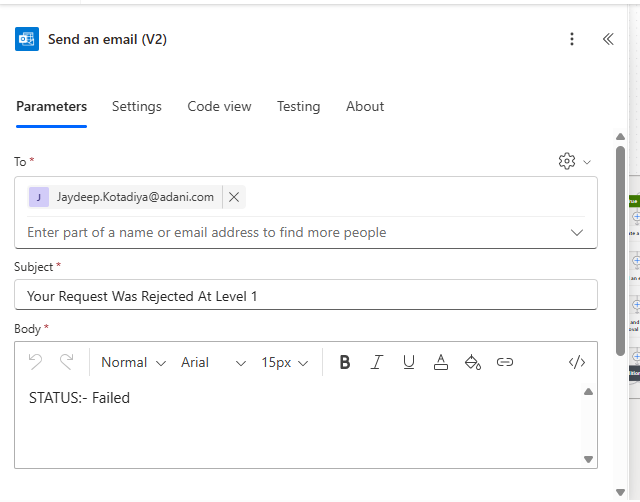 Send an email (V2)
Parameters Settings Code view Testing About
To *
J Jaydeep.Kotadiya@adani.com
Enter part of a name or email address to find more people
Subject *
Your Request Was Rejected At Level 1
Body *
Normal Arial 15px B I U A </>
STATUS:- Failed